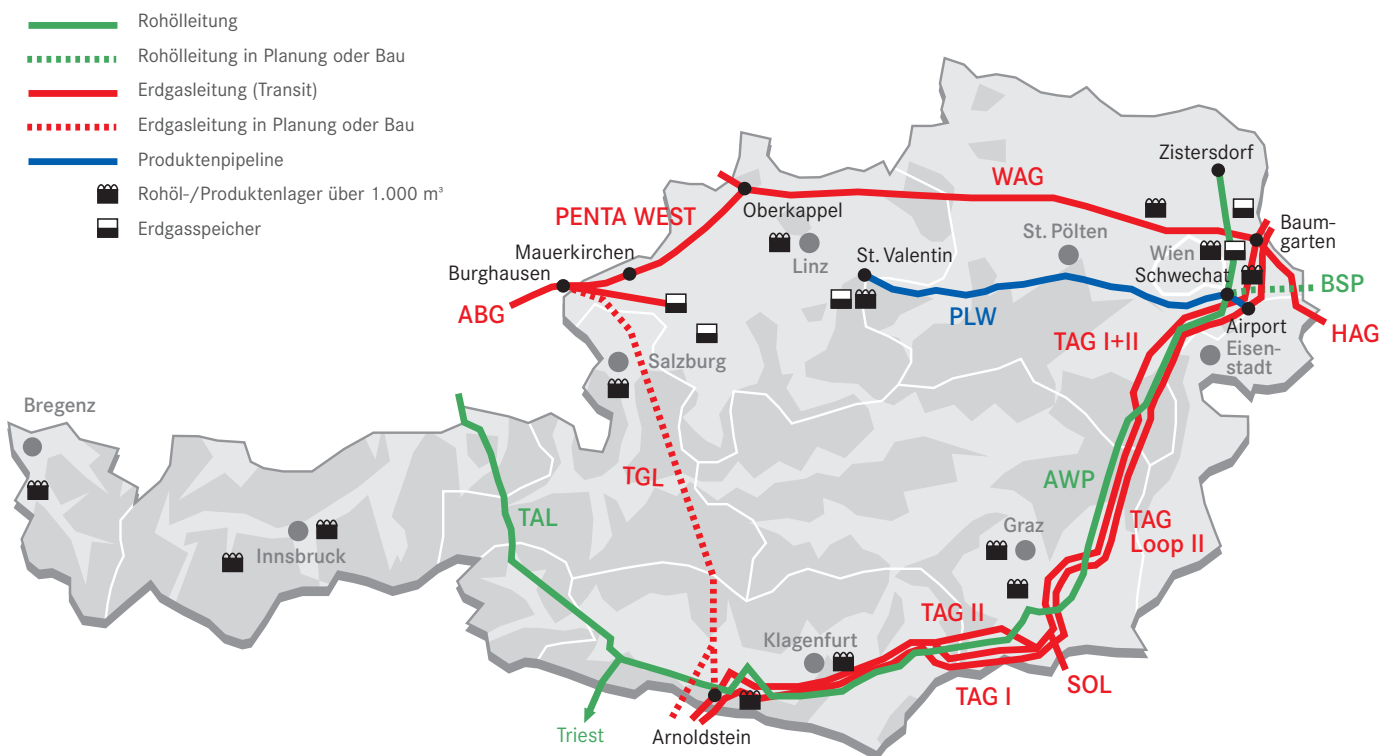 Rohölleitung
Rohölleitung in Planung oder Bau
Erdgasleitung (Transit)
Erdgasleitung in Planung oder Bau
Produktenpipeline
Rohöl-/Produktenlager über 1.000 m³
Erdgasspeicher
Zistersdorf
WAG
PENTA WEST
Oberkappel
Baum-
garten
St. Pölten
Wien
Linz
St. Valentin
Mauerkirchen
Burghausen
Schwechat
BSP
ABG
PLW
Airport
HAG
TAG I+II
Eisen-
stadt
Salzburg
Bregenz
TGL
AWP
TAL
TAG
Loop II
Graz
Innsbruck
TAG II
Klagenfurt
SOL
TAG I
Triest
Arnoldstein